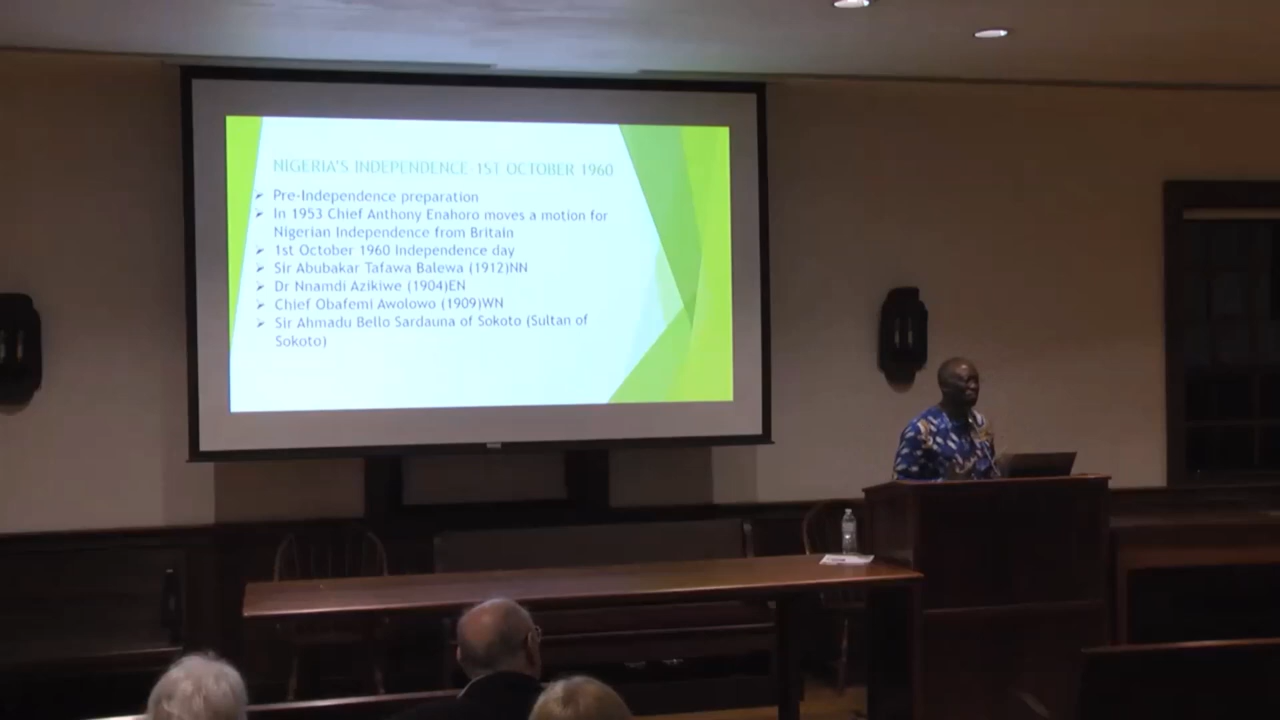 NIGERIA'S INDEPENDENCE-1ST OCTOBER 1960
Pre-Independence preparation
In 1953 Chief Anthony Enahoro moves a motion for
Nigerian Independence from Britain
1st October 1960 Independence day
Sir Abubakar Tafawa Balewa (1912)NN
Dr Nnamdi Azikiwe (1904)EN
Chief Obafemi Awolowo (1909)WN
Sir Ahmadu Bello Sardauna of Sokoto (Sultan of
Sokoto)